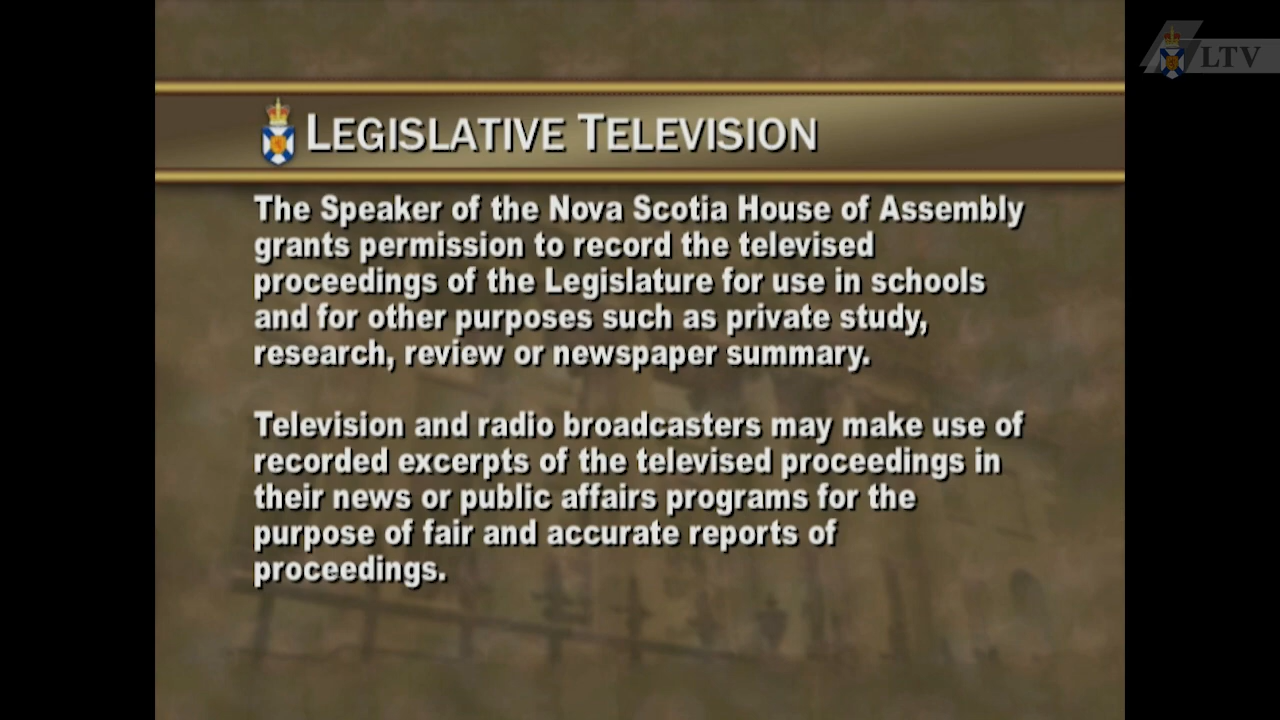 LTV
LEGISLATIVE TELEVISION
The Speaker of the Nova Scotia House of Assembly
grants permission to record the televised
proceedings of the Legislature for use in schools
and for other purposes such as private study,
research, review or newspaper summary.
Television and radio broadcasters may make use of
recorded excerpts of the televised proceedings in
their news or public affairs programs for the
purpose of fair and accurate reports of
proceedings.